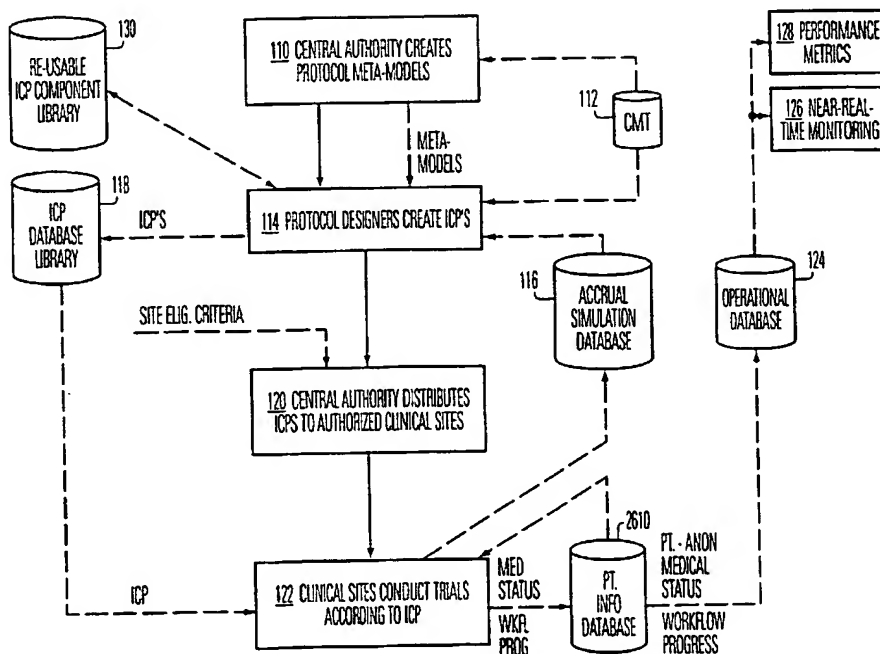 130
RE-USABLE
ICP COMPONENT
LIBRARY
110 CENTRAL AUTHORITY CREATES
PROTOCOL META-MODELS
128 PERFORMANCE
METRICS
126 NEAR-REAL-
TIME MONITORING
112
CMT
META-
MODELS
118
ICP
DATABASE
LIBRARY
ICP'S
114 PROTOCOL DESIGNERS CREATE ICP'S
116
ACCRUAL
SIMULATION
DATABASE
124
OPERATIONAL
DATABASE
SITE ELIG. CRITERIA
120 CENTRAL AUTHORITY DISTRIBUTES
ICPS TO AUTHORIZED CLINICAL SITES
2610
PT.
INFO
DATABASE
PT. - ANON
MEDICAL
STATUS
WORKFLOW
PROGRESS
MED
STATUS
WKFL
PROG
ICP
122 CLINICAL SITES CONDUCT TRIALS
ACCORDING TO ICP